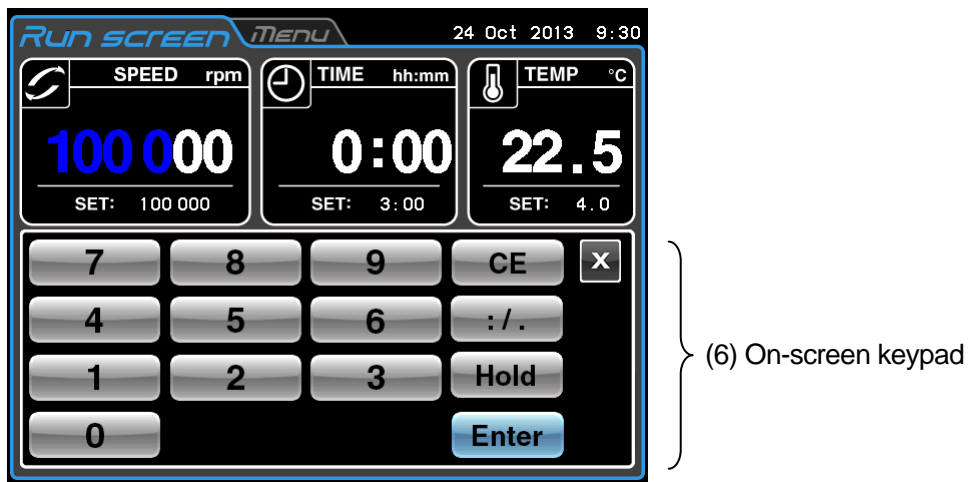 Run screen Menu 24 Oct 2013 9:30
SPEED rpm TIME hh:mm TEMP °C
100 000 0:00 22.5
SET: 100 000 SET: 3:00 SET: 4.0
7 8 9 CE X
4 5 6 :/.
(6) On-screen keypad
1 2 3 Hold
0 Enter